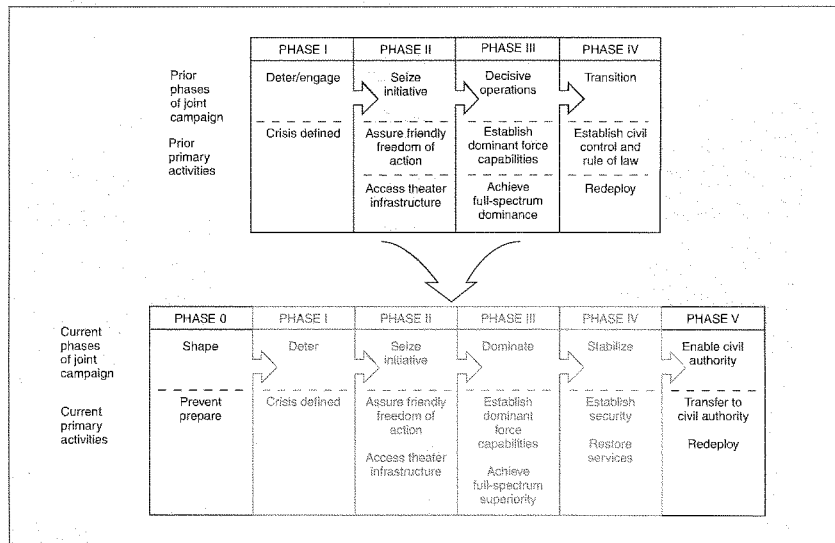 PHASE I PHASE II PHASE III PHASE IV
Prior
phases
of joint
campaign
Deter/engage
Seize
initiative
Decisive
operations
Transition
Prior
primary
activities
Crisis defined
Assure friendly
freedom of
action
Access theater
infrastructure
Establish
dominant force
capabilities
Achieve
full-spectrum
dominance
Establish civil
control and
rule of law
Redeploy
PHASE 0 PHASE I PHASE II PHASE III PHASE IV PHASE V
Current
phases
of joint
campaign
Shape
Deter
Seize
initiative
Dominate
Stabilize
Enable civil
authority
Current
primary
activities
Prevent
prepare
Crisis defined
Assure friendly
freedom of
action
Access theater
infrastructure
Establish
dominant
force
capabilities
Achieve
full-spectrum
superiority
Establish
security
Restore
services
Transfer to
civil authority
Redeploy